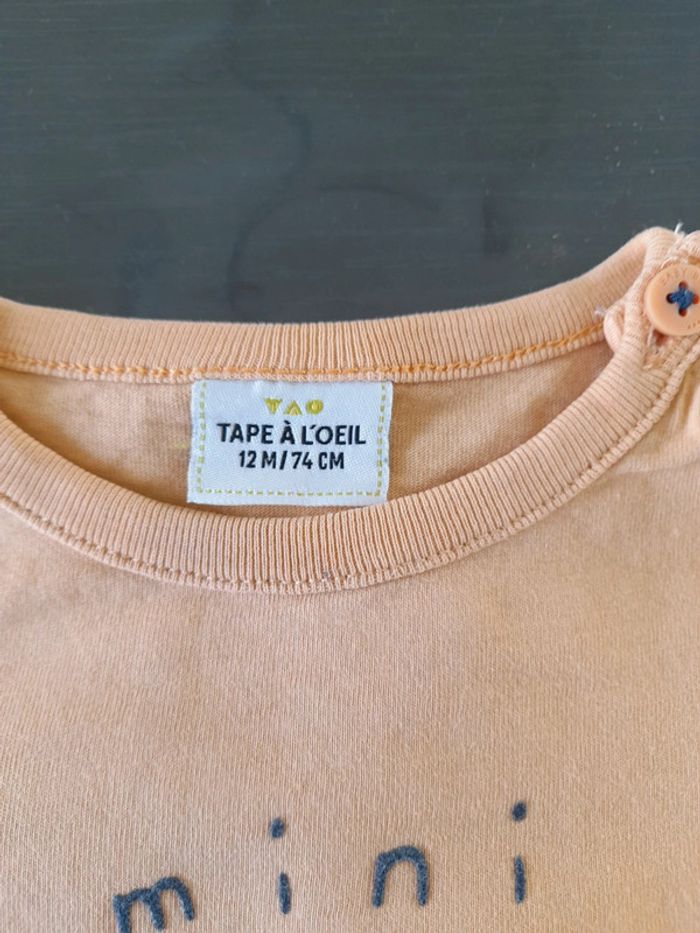 TAO
TAPE À L'OEIL
12 M/74 CM
mini